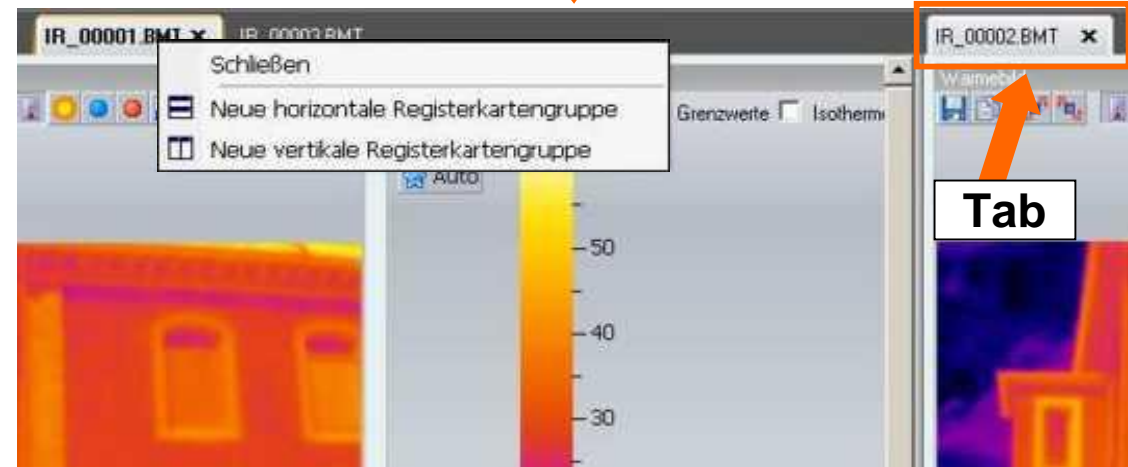 IR_00001.BMT IR_00003.BMT IR_00002.BMT
Schließen
Wärmebild
Neue horizontale Registerkartengruppe
Grenzwerte Isotherme
Neue vertikale Registerkartengruppe
Auto
Tab
50
40
30